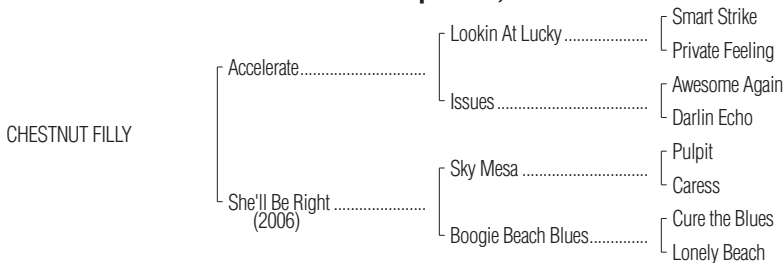 Smart Strike
Lookin At Lucky ....................
Private Feeling
Accelerate..............................
Awesome Again
Issues .....................................
Darlin Echo
CHESTNUT FILLY
Pulpit
Sky Mesa ...............................
Caress
She'll Be Right ......................
(2006)
Cure the Blues
Boogie Beach Blues..............
Lonely Beach